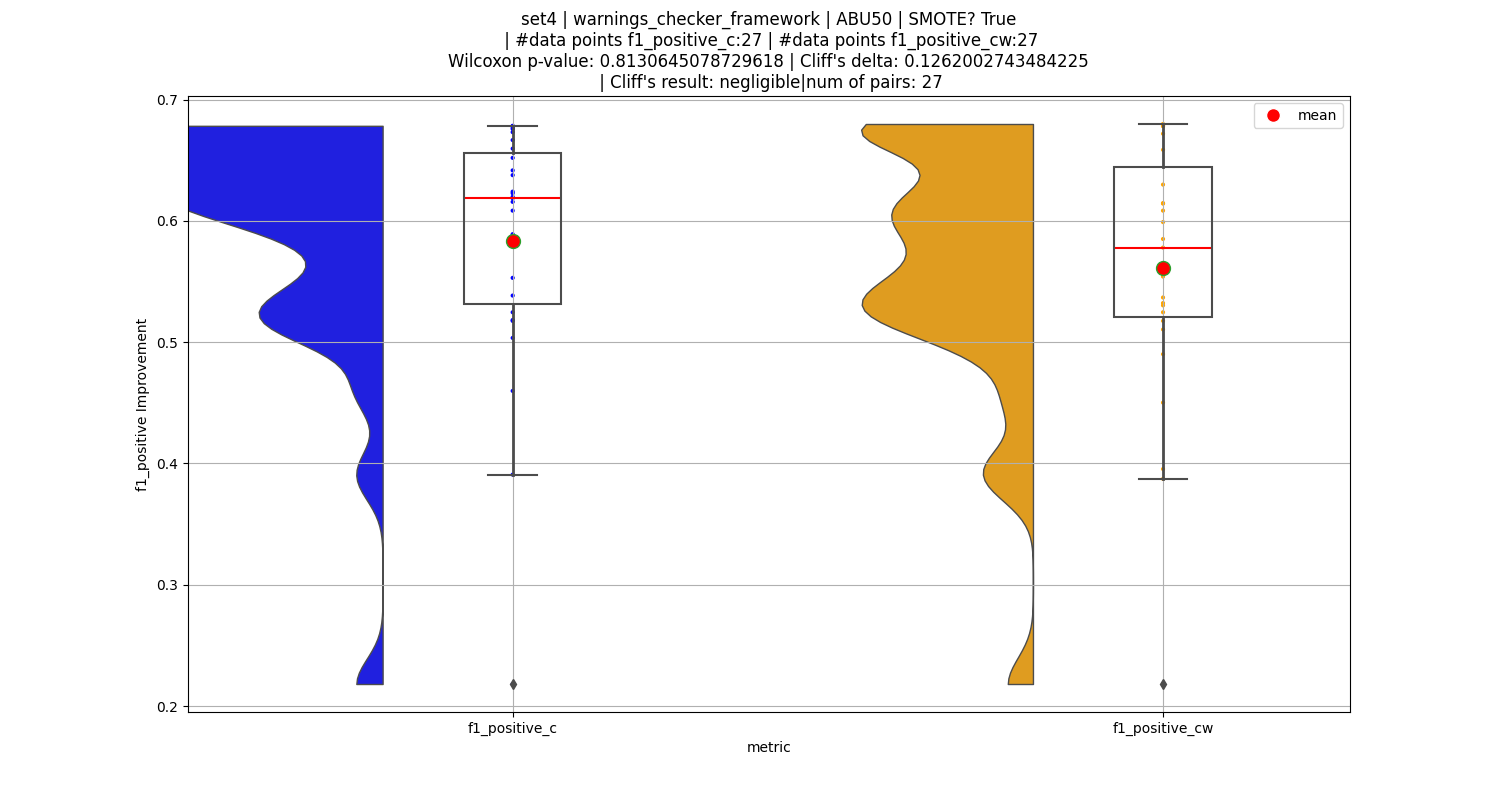 set4 | warnings_checker_framework | ABU50 | SMOTE? True
| #data points f1_positive_c:27 | #data points f1_positive_cw:27
Wilcoxon p-value: 0.8130645078729618 | Cliff's delta: 0.1262002743484225
| Cliff's result: negligible|num of pairs: 27
mean
0.7
0.6
0.5
0.4
0.3
0.2
f1_positive Improvement
f1_positive_c
f1_positive_cw
metric